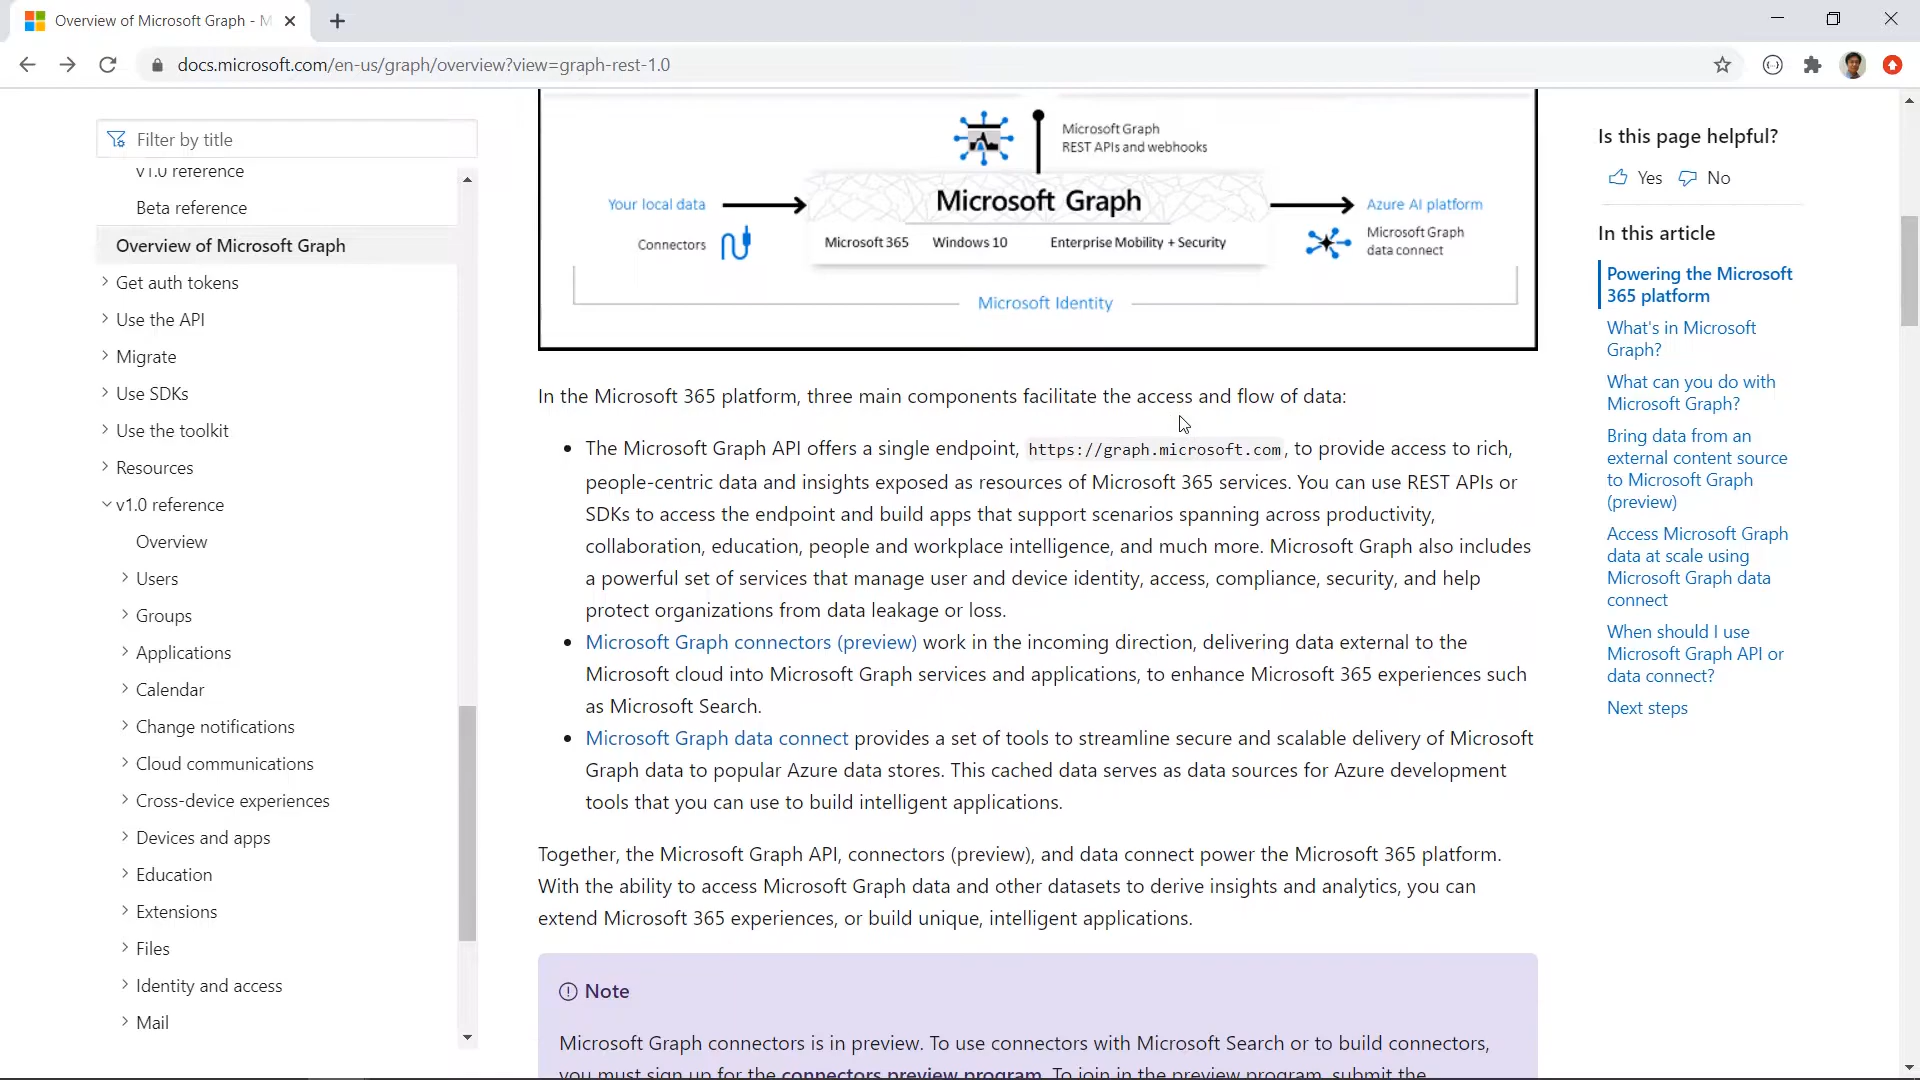 Overview of Microsoft Graph - M
docs.microsoft.com/en-us/graph/overview?view=graph-rest-1.0
Filter by title
v1.0 reference
Beta reference
Overview of Microsoft Graph
Get auth tokens
Use the API
Migrate
Use SDKs
Use the toolkit
Resources
v1.0 reference
Overview
Users
Groups
Applications
Calendar
Change notifications
Cloud communications
Cross-device experiences
Devices and apps
Education
Extensions
Files
Identity and access
Mail
Microsoft Graph
REST APIs and webhooks
Your local data
Microsoft Graph
Azure AI platform
Connectors
Microsoft 365 Windows 10 Enterprise Mobility + Security
Microsoft Graph
data connect
Microsoft Identity
In the Microsoft 365 platform, three main components facilitate the access and flow of data:
The Microsoft Graph API offers a single endpoint, https://graph.microsoft.com, to provide access to rich,
people-centric data and insights exposed as resources of Microsoft 365 services. You can use REST APIs or
SDKs to access the endpoint and build apps that support scenarios spanning across productivity,
collaboration, education, people and workplace intelligence, and much more. Microsoft Graph also includes
a powerful set of services that manage user and device identity, access, compliance, security, and help
protect organizations from data leakage or loss.
Microsoft Graph connectors (preview) work in the incoming direction, delivering data external to the
Microsoft cloud into Microsoft Graph services and applications, to enhance Microsoft 365 experiences such
as Microsoft Search.
Microsoft Graph data connect provides a set of tools to streamline secure and scalable delivery of Microsoft
Graph data to popular Azure data stores. This cached data serves as data sources for Azure development
tools that you can use to build intelligent applications.
Together, the Microsoft Graph API, connectors (preview), and data connect power the Microsoft 365 platform.
With the ability to access Microsoft Graph data and other datasets to derive insights and analytics, you can
extend Microsoft 365 experiences, or build unique, intelligent applications.
Note
Microsoft Graph connectors is in preview. To use connectors with Microsoft Search or to build connectors,
you must sign up for the connectors preview program. To join in the preview program, submit the
Is this page helpful?
Yes No
In this article
Powering the Microsoft
365 platform
What's in Microsoft
Graph?
What can you do with
Microsoft Graph?
Bring data from an
external content source
to Microsoft Graph
(preview)
Access Microsoft Graph
data at scale using
Microsoft Graph data
connect
When should I use
Microsoft Graph API or
data connect?
Next steps